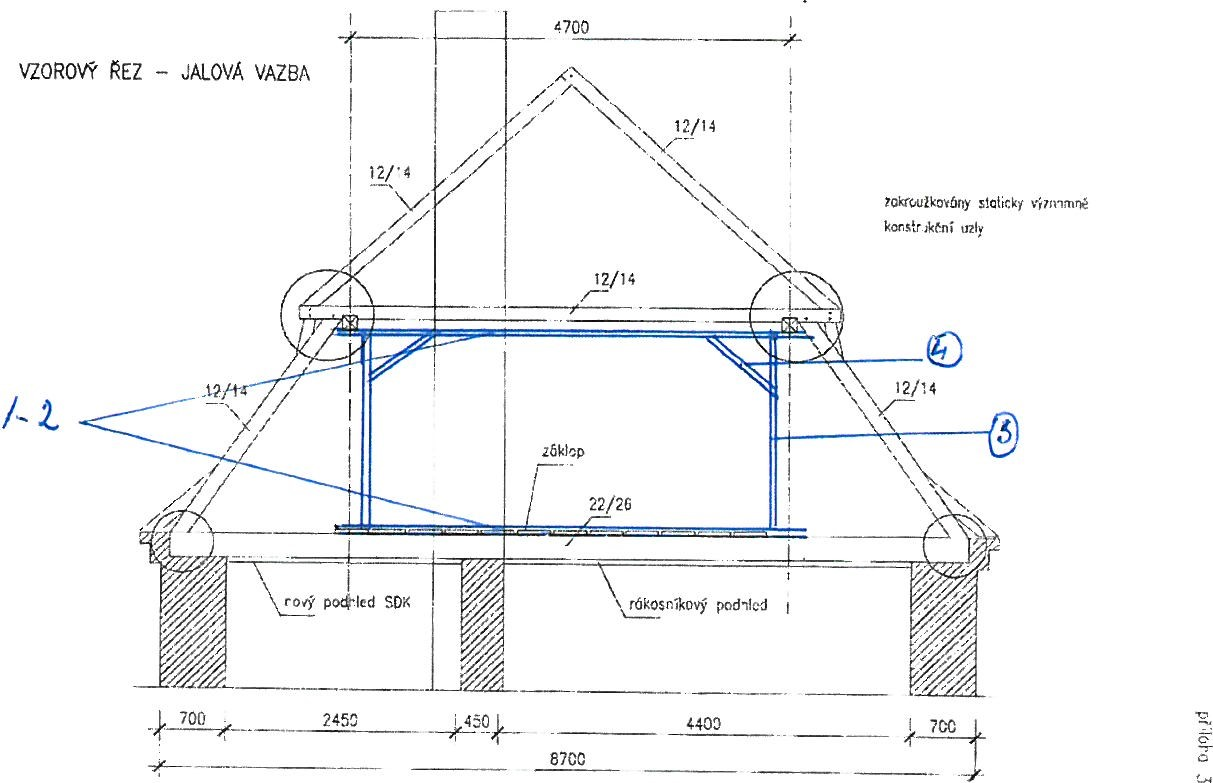 4700
VZOROVÝ ŘEZ – JALOVÁ VAZBA
12/14
12/14
zakroužkovány staticky významné
konstrukční uzly
12/14
4
12/14
12/14
1-2
3
záklop
22/26
nový podhled SDK
rákosníkový podhled
700
2450
450
4400
700
8700
příloha 3